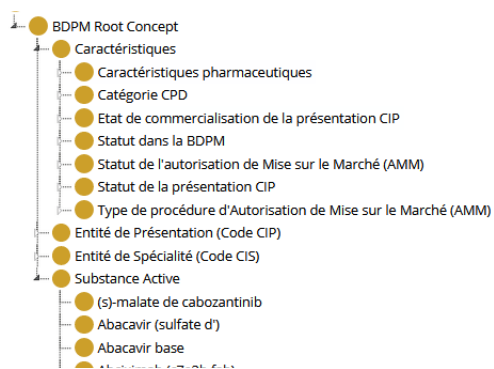 BDPM Root Concept
Caractéristiques
Caractéristiques pharmaceutiques
Catégorie CPD
Etat de commercialisation de la présentation CIP
Statut dans la BDPM
Statut de l'autorisation de Mise sur le Marché (AMM)
Statut de la présentation CIP
Type de procédure d'Autorisation de Mise sur le Marché (AMM)
Entité de Présentation (Code CIP)
Entité de Spécialité (Code CIS)
Substance Active
(s)-malate de cabozantinib
Abacavir (sulfate d')
Abacavir base